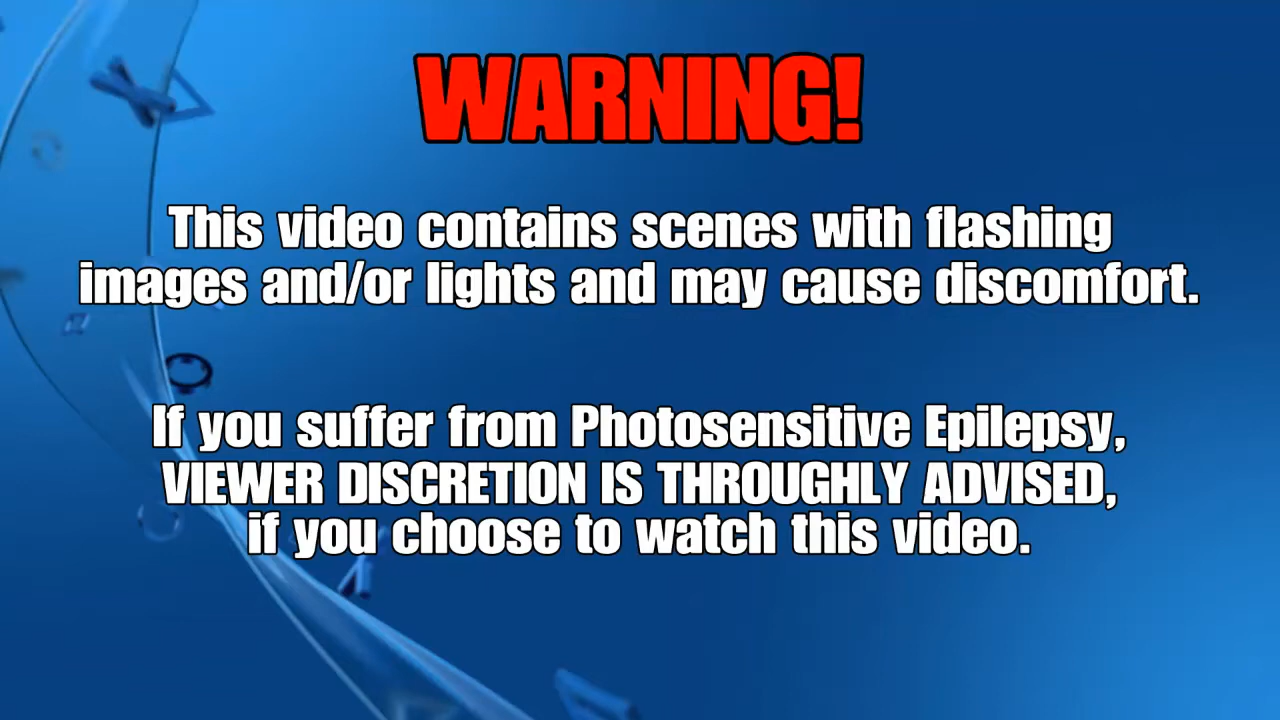 WARNING!
This video contains scenes with flashing
images and/or lights and may cause discomfort.
If you suffer from Photosensitive Epilepsy,
VIEWER DISCRETION IS THROUGHLY ADVISED,
if you choose to watch this video.